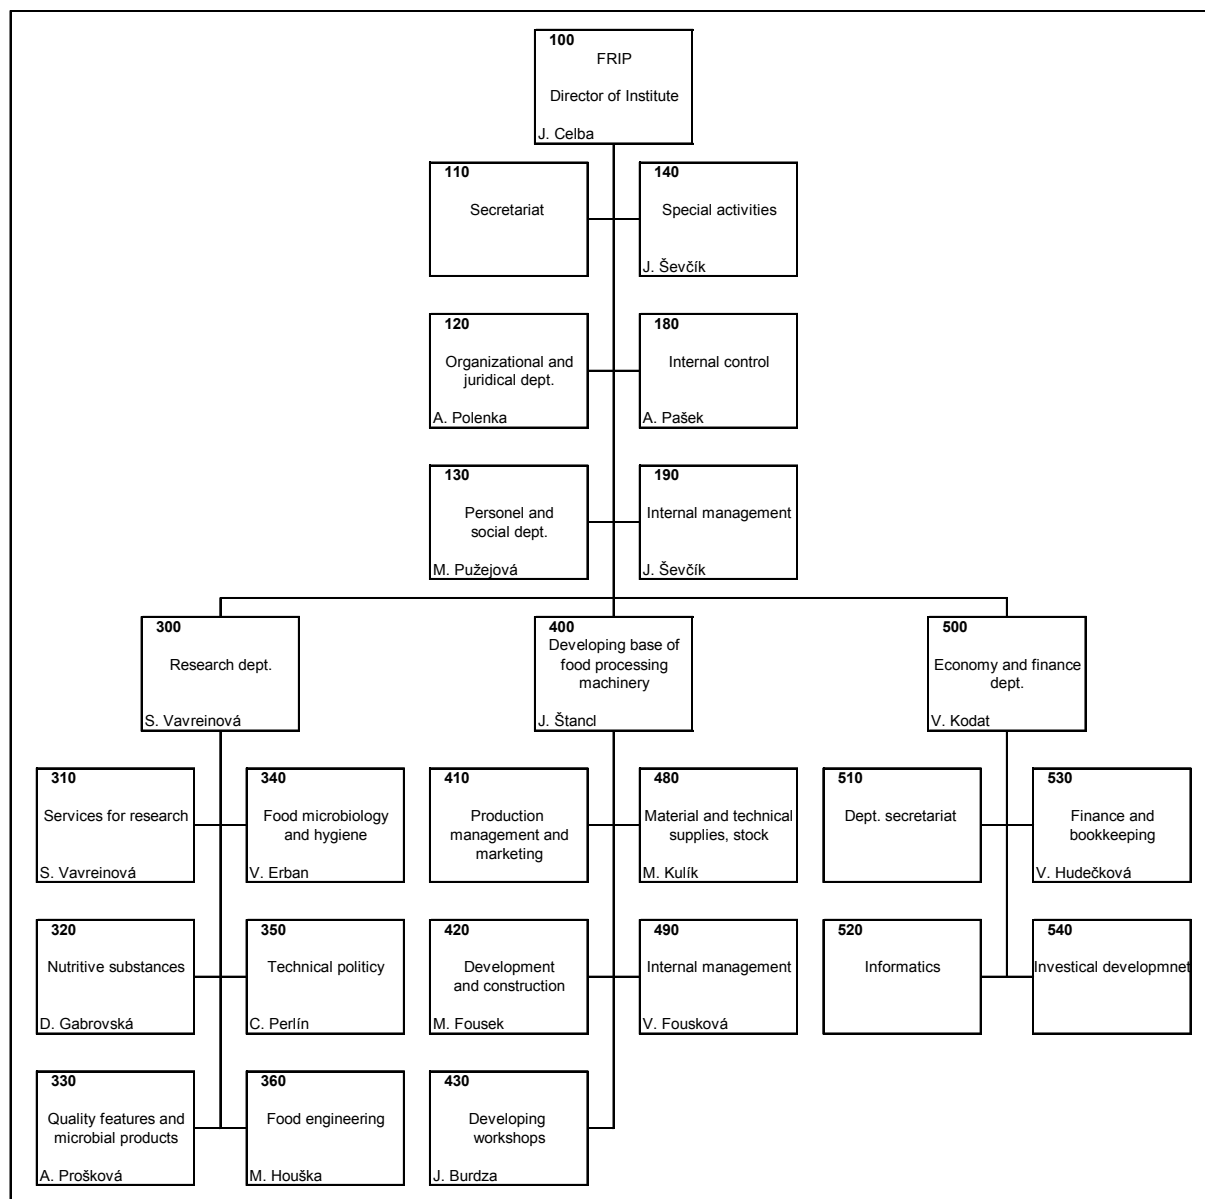 100
FRIP
Director of Institute
J. Celba
110
Secretariat
140
Special activities
J. Ševčík
120
Organizational and
juridical dept.
A. Polenka
180
Internal control
A. Pašek
130
Personel and
social dept.
M. Pužejová
190
Internal management
J. Ševčík
300
Research dept.
S. Vavreinová
400
Developing base of
food processing
machinery
J. Štancl
500
Economy and finance
dept.
V. Kodat
310
Services for research
S. Vavreinová
340
Food microbiology
and hygiene
V. Erban
410
Production
management and
marketing
480
Material and technical
supplies, stock
M. Kulík
510
Dept. secretariat
530
Finance and
bookkeeping
V. Hudečková
320
Nutritive substances
D. Gabrovská
350
Technical politicy
C. Perlín
420
Development
and construction
M. Fousek
490
Internal management
V. Fousková
520
Informatics
540
Investical developmnet
330
Quality features and
microbial products
A. Prošková
360
Food engineering
M. Houška
430
Developing
workshops
J. Burdza